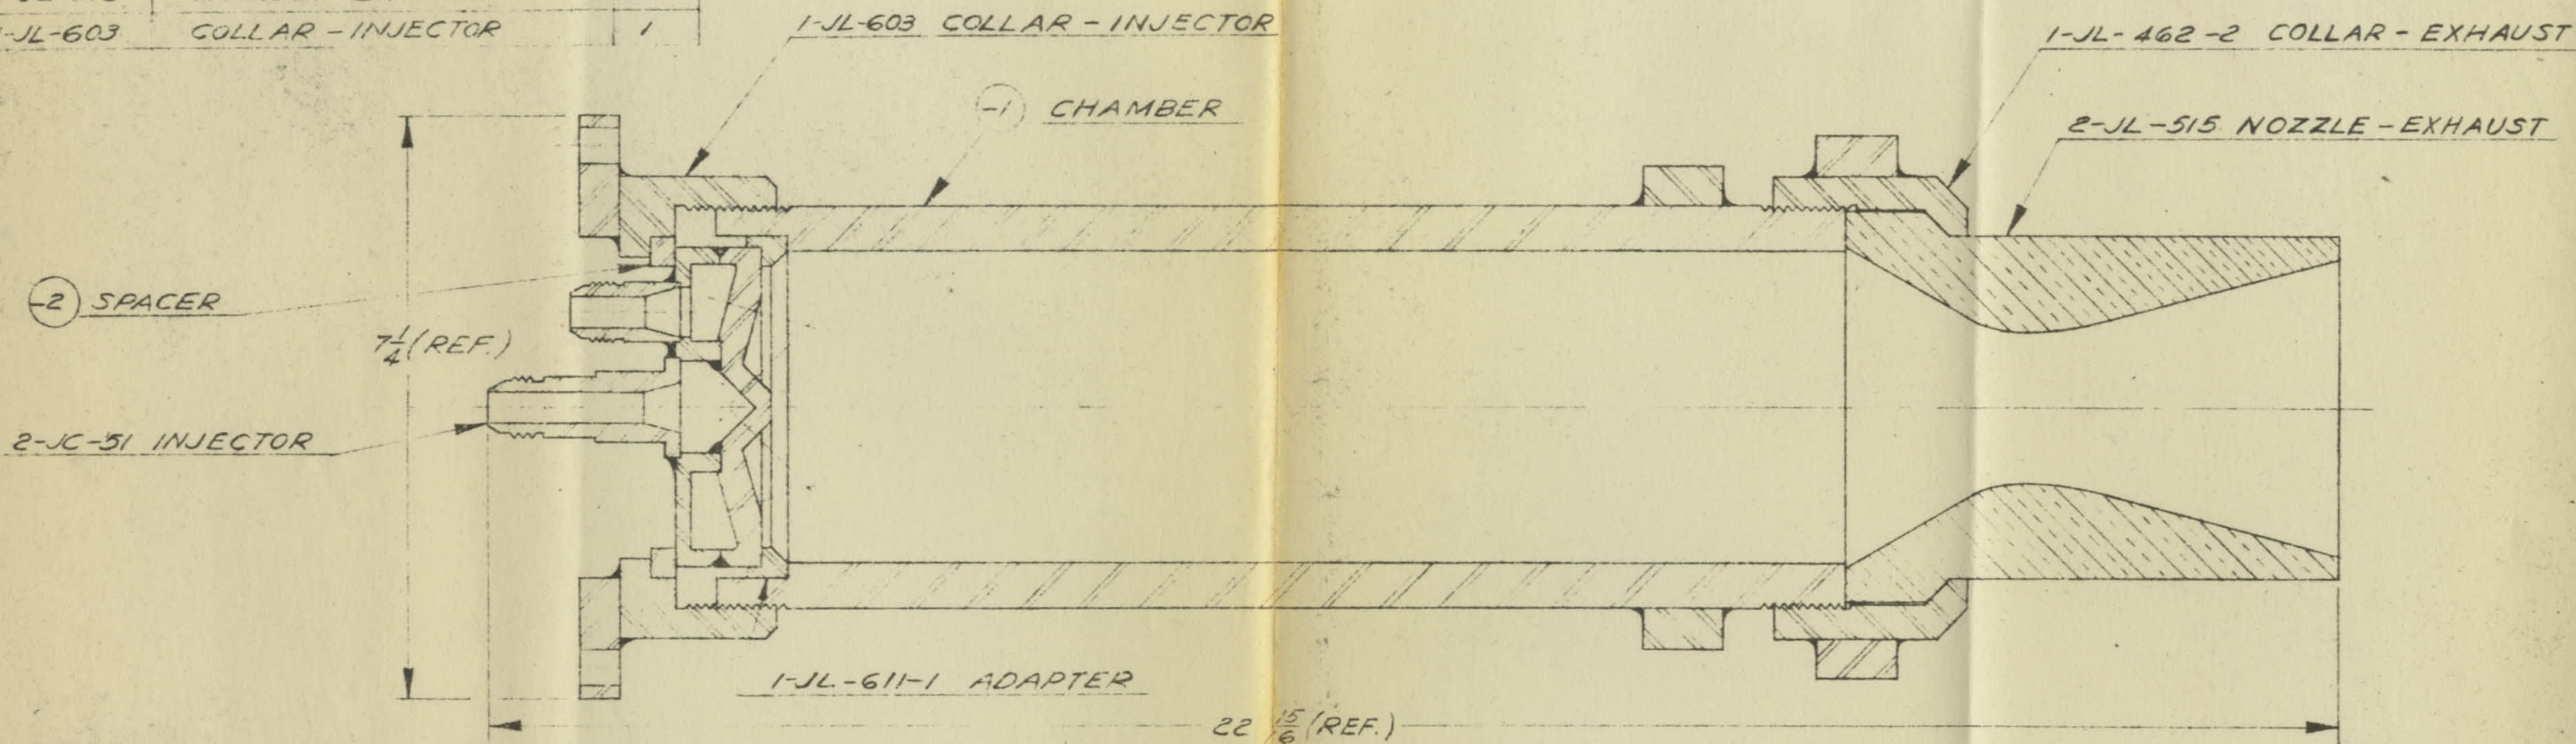 1-JL-603 COLLAR-INJECTOR 1
1-JL-603 COLLAR-INJECTOR
1-JL-462-2 COLLAR-EXHAUST
-1 CHAMBER
2-JL-515 NOZZLE-EXHAUST
-2 SPACER
7 1/4 (REF.)
2-JC-51 INJECTOR
1-JL-611-1 ADAPTER
22 15/16 (REF.)